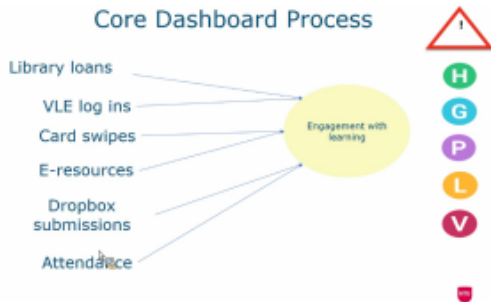 Core Dashboard Process
!
Library loans
VLE log ins
Card swipes
E-resources
Dropbox
submissions
Attendance
Engagement with
learning
H
G
P
L
V